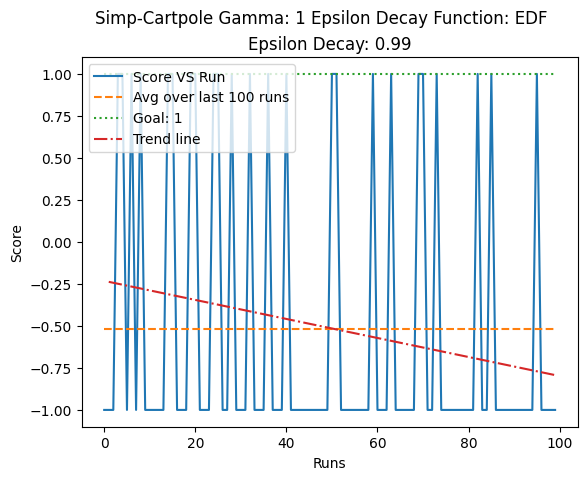 Simp-Cartpole Gamma: 1 Epsilon Decay Function: EDF
Epsilon Decay: 0.99
Score VS Run
Avg over last 100 runs
Goal: 1
Trend line
1.00
0.75
0.50
0.25
0.00
−0.25
−0.50
−0.75
−1.00
Score
0 20 40 60 80 100
Runs